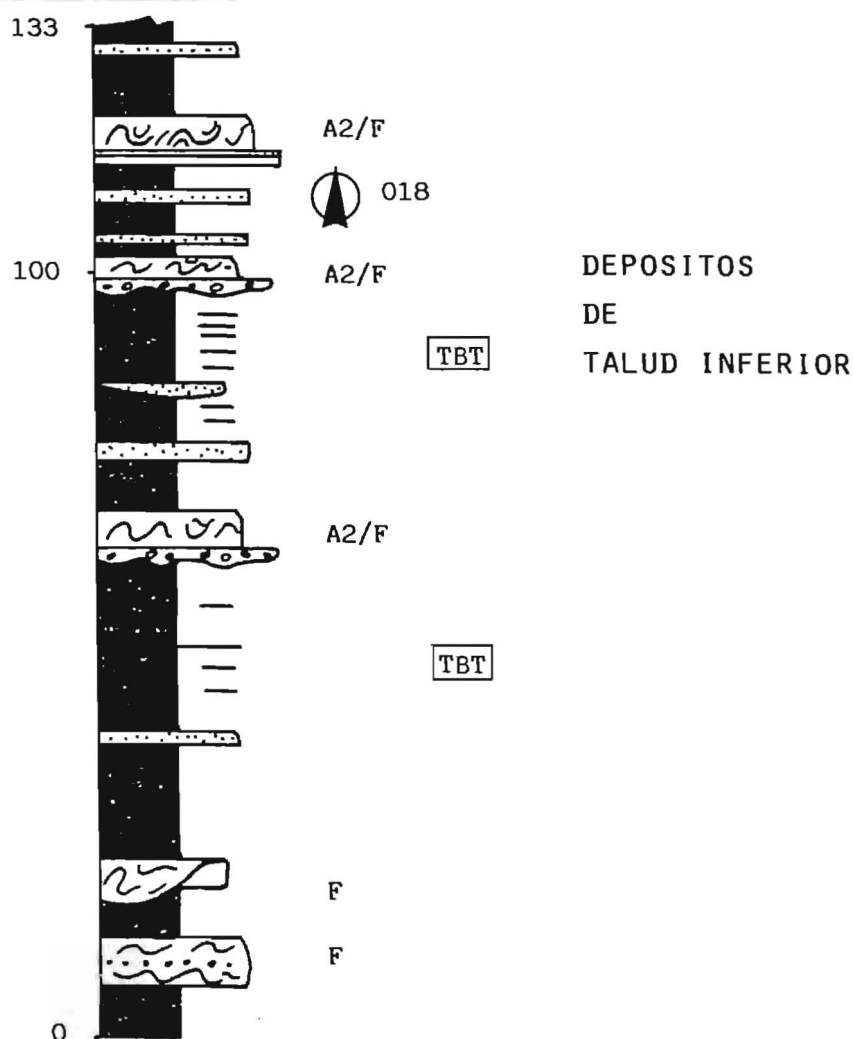 133
A2/F
018
100
A2/F
DEPOSITOS
DE
TBT
TALUD INFERIOR
A2/F
TBT
F
F
0